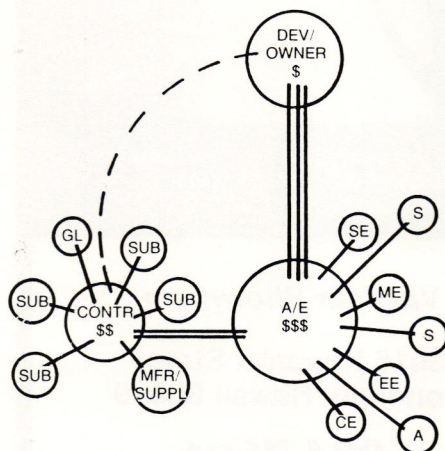 DEV/
OWNER
$
S
SE
GL
SUB
ME
SUB
SUB
A/E
$$$
CONTR.
$$
S
SUB
MFR/
SUPPL
EE
CE
A